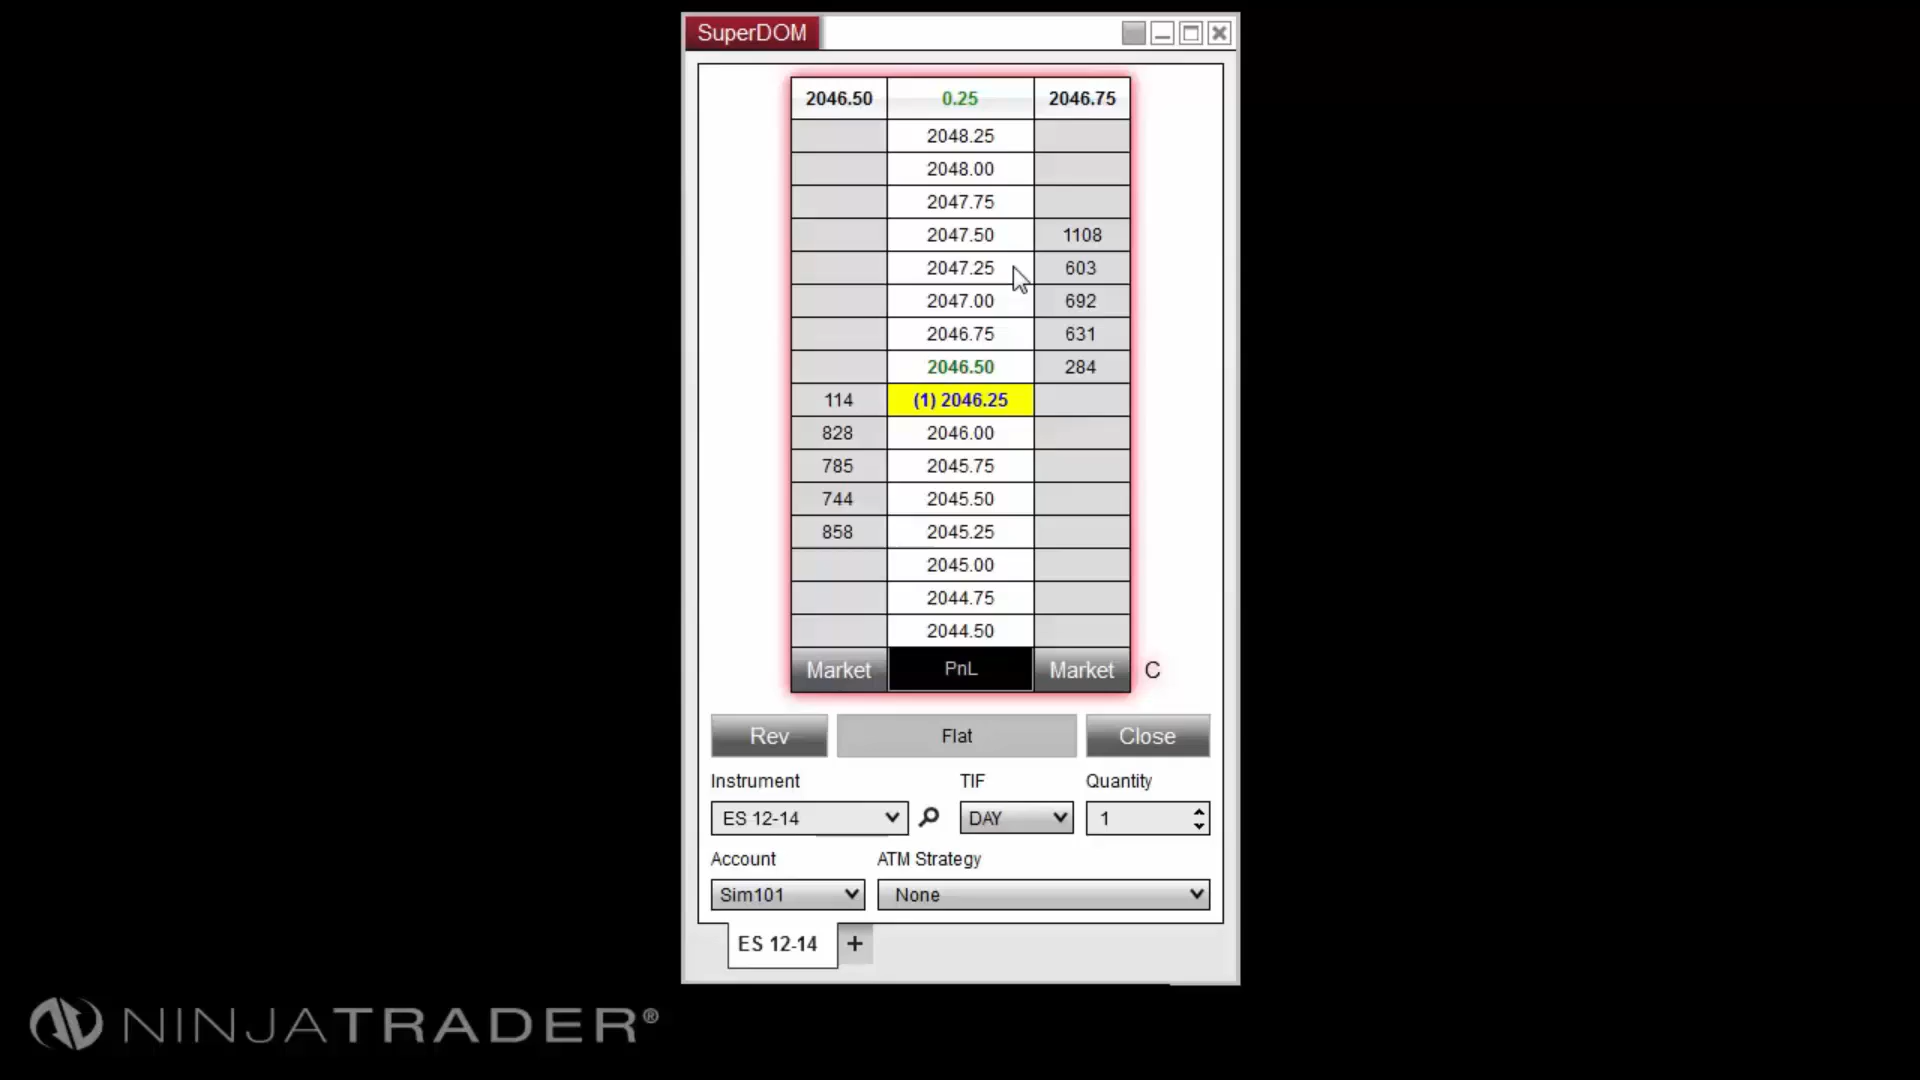 SuperDOM
2046.50 0.25 2046.75
2048.25
2048.00
2047.75
2047.50 1108
2047.25 603
2047.00 692
2046.75 631
2046.50 284
114 (1) 2046.25
828 2046.00
785 2045.75
744 2045.50
858 2045.25
2045.00
2044.75
2044.50
Market PnL Market C
Rev Flat Close
Instrument TIF Quantity
ES 12-14 DAY 1
Account ATM Strategy
Sim101 None
ES 12-14 +
NINJATRADER®